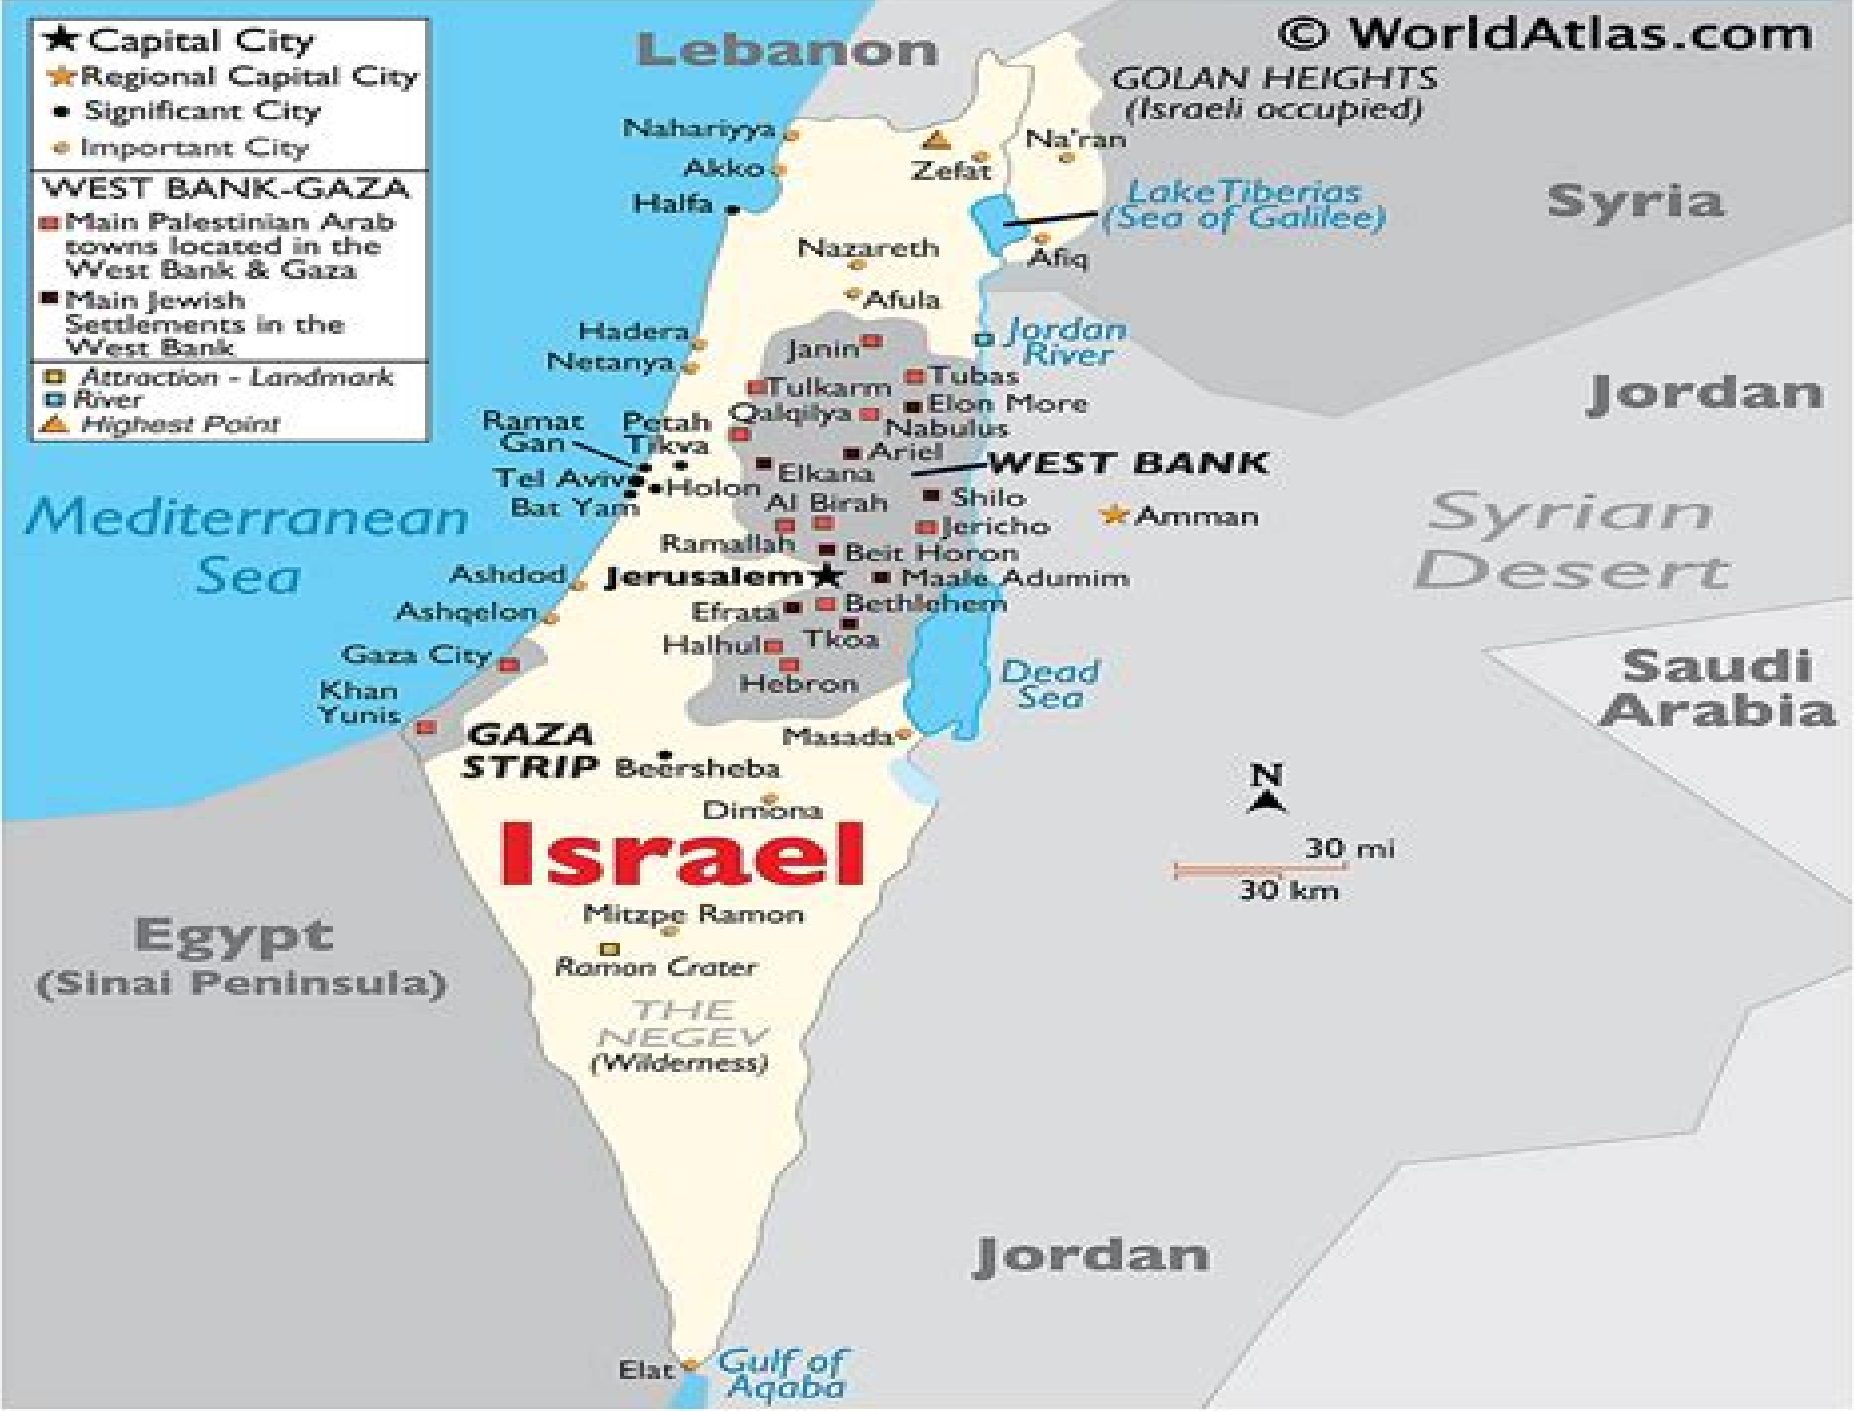 Capital City
Regional Capital City
Significant City
Important City
WEST BANK-GAZA
Main Palestinian Arab
towns located in the
West Bank & Gaza
Main Jewish
Settlements in the
West Bank
Attraction - Landmark
River
Highest Point
© WorldAtlas.com
Lebanon
GOLAN HEIGHTS
(Israeli occupied)
Nahariyya
Akko
Haifa
Zefat
Na'ran
Lake Tiberias
(Sea of Galilee)
Syria
Nazareth
Afiq
Afula
Hadera
Netanya
Janin
Jordan
River
Tulkarm
Tubas
Qalqilya
Elon More
Nabulus
Jordan
Ramat
Gan
Petah
Tikva
Ariel
Elkana
WEST BANK
Tel Aviv
Holon
Bat Yam
Al Birah
Shilo
Jericho
Amman
Syrian
Desert
Mediterranean
Sea
Ramallah
Beit Horon
Ashdod
Jerusalem
Maale Adumim
Ashqelon
Efrata
Bethlehem
Halhul
Tkoa
Gaza City
Hebron
Dead
Sea
Saudi
Arabia
Khan
Yunis
GAZA
STRIP
Masada
Beersheba
Dimona
N
30 mi
30 km
Israel
Mitzpe Ramon
Ramon Crater
Egypt
(Sinai Peninsula)
THE
NEGEV
(Wilderness)
Jordan
Elat
Gulf of
Aqaba